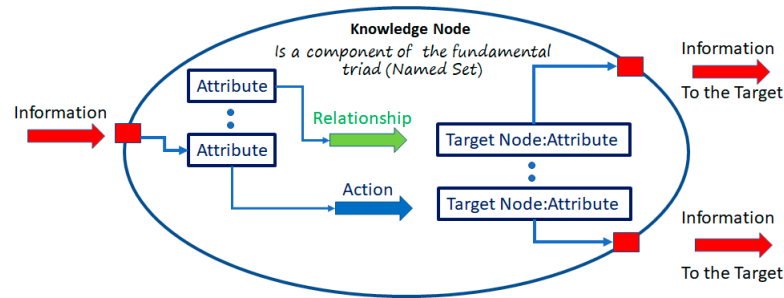 Knowledge Node
Is a component of the fundamental
triad (Named Set)
Information
Attribute
Attribute
Relationship
Action
Target Node:Attribute
Target Node:Attribute
Information
To the Target
Information
To the Target